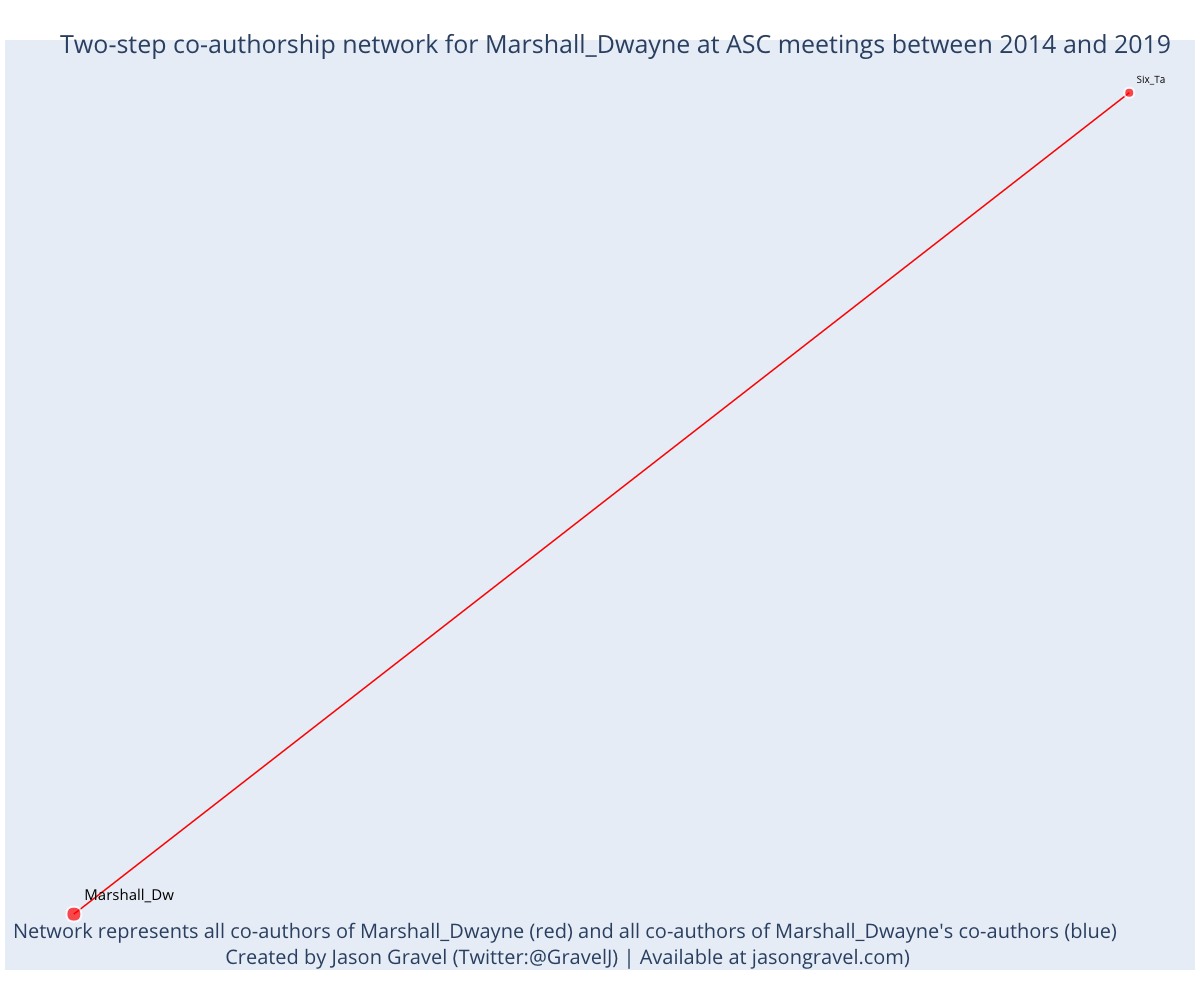 Two-step co-authorship network for Marshall_Dwayne at ASC meetings between 2014 and 2019
Six_Ta
Marshall_Dw
Network represents all co-authors of Marshall_Dwayne (red) and all co-authors of Marshall_Dwayne's co-authors (blue)
Created by Jason Gravel (Twitter:@GravelJ) | Available at jasongravel.com)